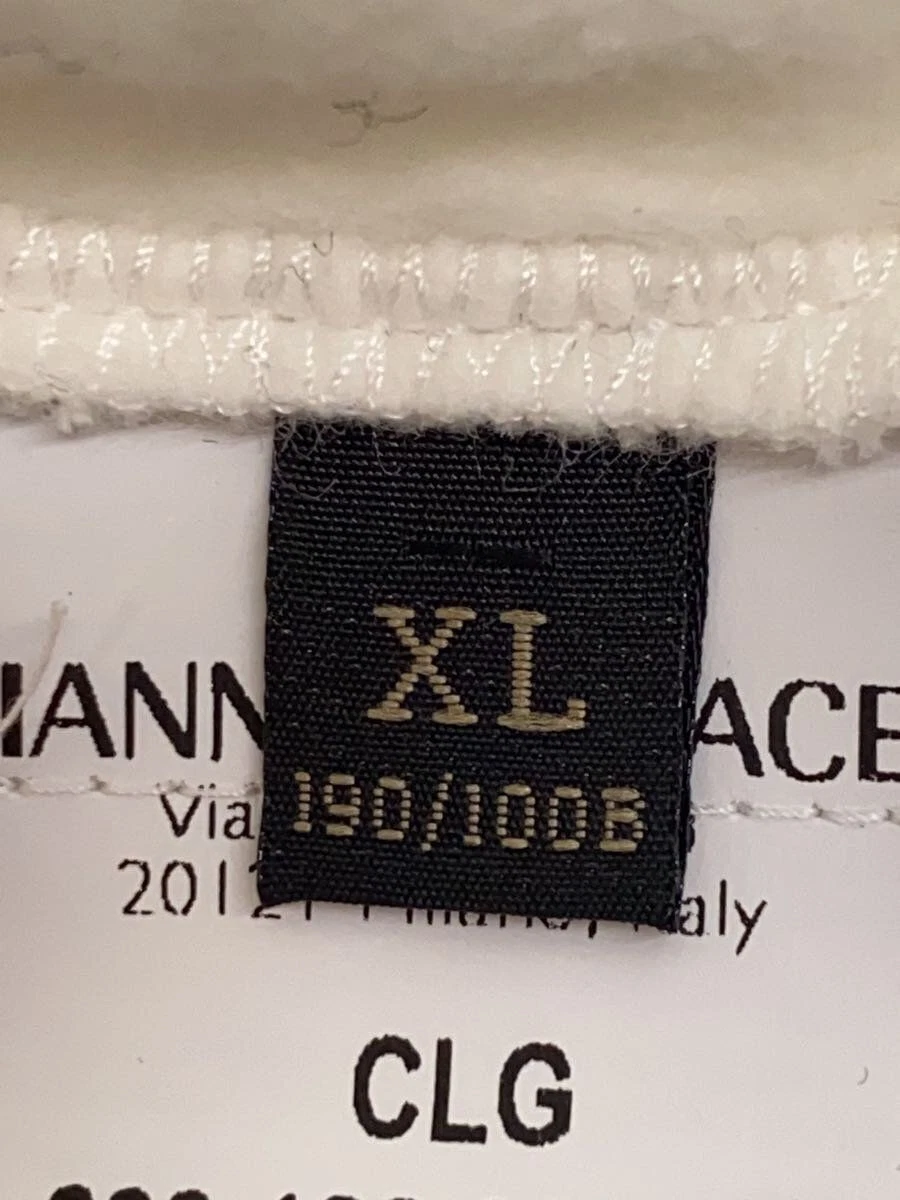 XL
190/100B
IANN ACE
Via
2012 aly
CLG